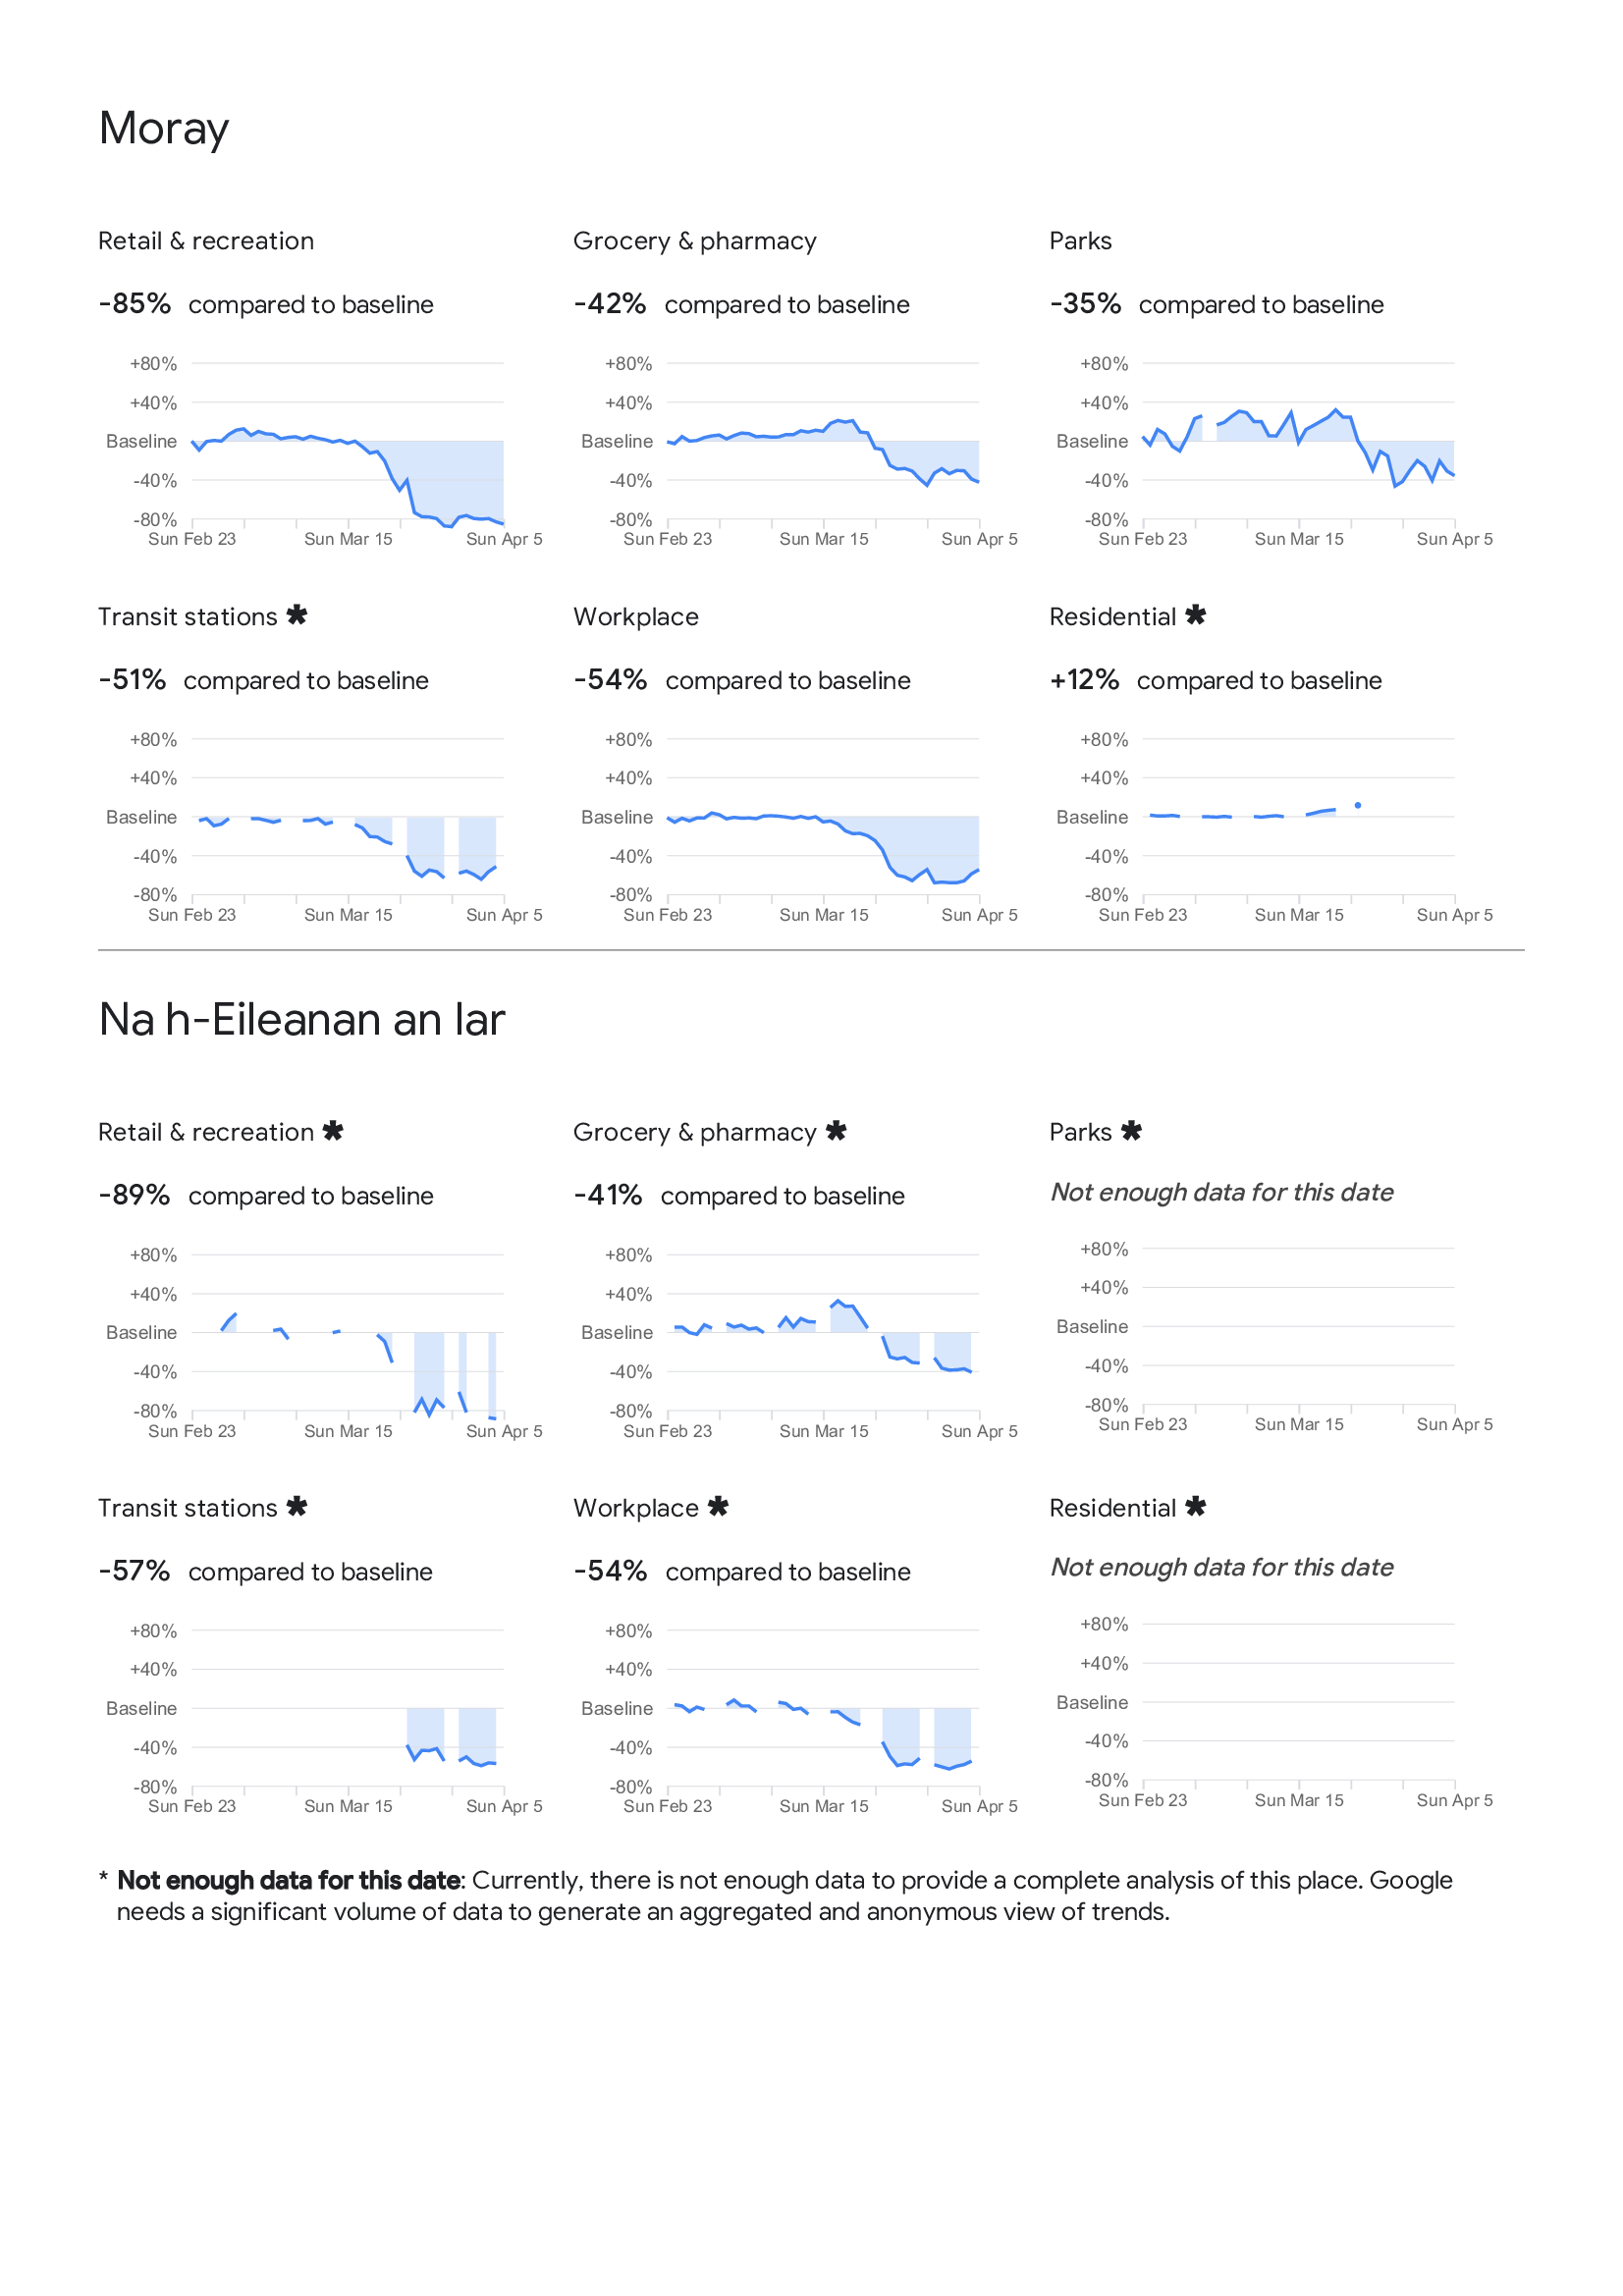 Moray
Retail & recreation
Grocery & pharmacy
Parks
-85% compared to baseline
-42% compared to baseline
-35% compared to baseline
+80%
+40%
Baseline
-40%
-80%
Sun Feb 23
Sun Mar 15
Sun Apr 5
+80%
+40%
Baseline
-40%
-80%
Sun Feb 23
Sun Mar 15
Sun Apr 5
+80%
+40%
Baseline
-40%
-80%
Sun Feb 23
Sun Mar 15
Sun Apr 5
Transit stations *
Workplace
Residential *
-51% compared to baseline
-54% compared to baseline
+12% compared to baseline
+80%
+40%
Baseline
-40%
-80%
Sun Feb 23
Sun Mar 15
Sun Apr 5
+80%
+40%
Baseline
-40%
-80%
Sun Feb 23
Sun Mar 15
Sun Apr 5
+80%
+40%
Baseline
-40%
-80%
Sun Feb 23
Sun Mar 15
Sun Apr 5
Na h-Eileanan an Iar
Retail & recreation *
Grocery & pharmacy *
Parks *
-89% compared to baseline
-41% compared to baseline
Not enough data for this date
+80%
+40%
Baseline
-40%
-80%
Sun Feb 23
Sun Mar 15
Sun Apr 5
+80%
+40%
Baseline
-40%
-80%
Sun Feb 23
Sun Mar 15
Sun Apr 5
+80%
+40%
Baseline
-40%
-80%
Sun Feb 23
Sun Mar 15
Sun Apr 5
Transit stations *
Workplace *
Residential *
-57% compared to baseline
-54% compared to baseline
Not enough data for this date
+80%
+40%
Baseline
-40%
-80%
Sun Feb 23
Sun Mar 15
Sun Apr 5
+80%
+40%
Baseline
-40%
-80%
Sun Feb 23
Sun Mar 15
Sun Apr 5
+80%
+40%
Baseline
-40%
-80%
Sun Feb 23
Sun Mar 15
Sun Apr 5
* Not enough data for this date: Currently, there is not enough data to provide a complete analysis of this place. Google
needs a significant volume of data to generate an aggregated and anonymous view of trends.